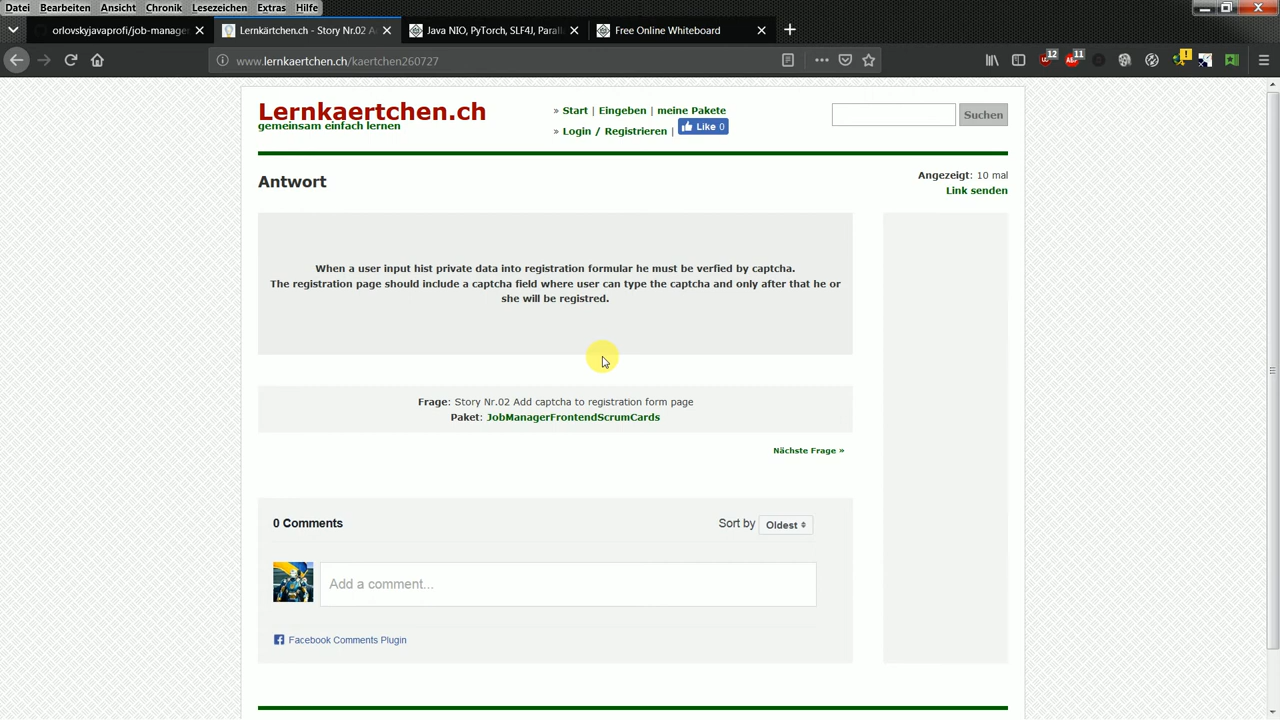 Datei Bearbeiten Ansicht Chronik Lesezeichen Extras Hilfe
orlovskyjavaprofi/job-manager
Lernkärtchen.ch - Story Nr.02 A
Java NIO, PyTorch, SLF4J, Parall
Free Online Whiteboard
www.lernkaertchen.ch/kaertchen260727
12
11
Lernkaertchen.ch
gemeinsam einfach lernen
» Start | Eingeben | meine Pakete
» Login / Registrieren |
Like 0
Suchen
Antwort
Angezeigt: 10 mal
Link senden
When a user input hist private data into registration formular he must be verfied by captcha.
The registration page should include a captcha field where user can type the captcha and only after that he or
she will be registred.
Frage: Story Nr.02 Add captcha to registration form page
Paket: JobManagerFrontendScrumCards
Nächste Frage »
0 Comments
Sort by Oldest
Add a comment...
Facebook Comments Plugin